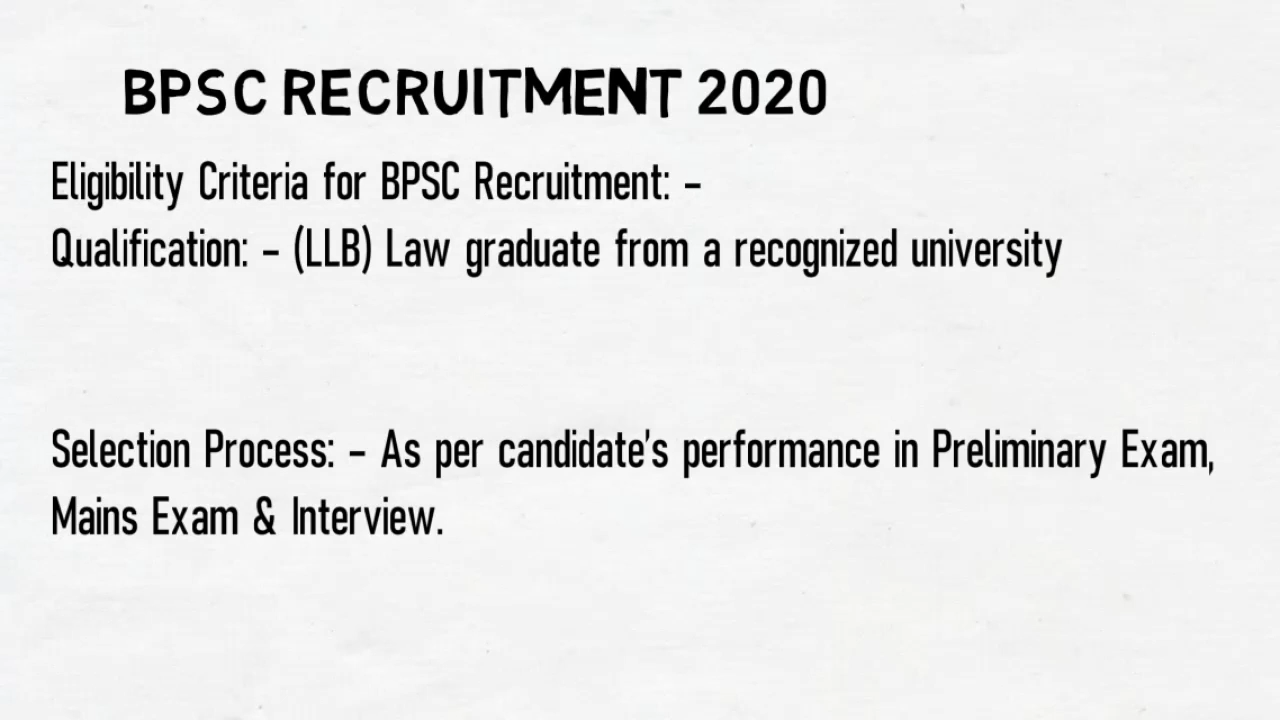 BPSC RECRUITMENT 2020
Eligibility Criteria for BPSC Recruitment: -
Qualification: - (LLB) Law graduate from a recognized university
Selection Process: - As per candidate's performance in Preliminary Exam,
Mains Exam & Interview.